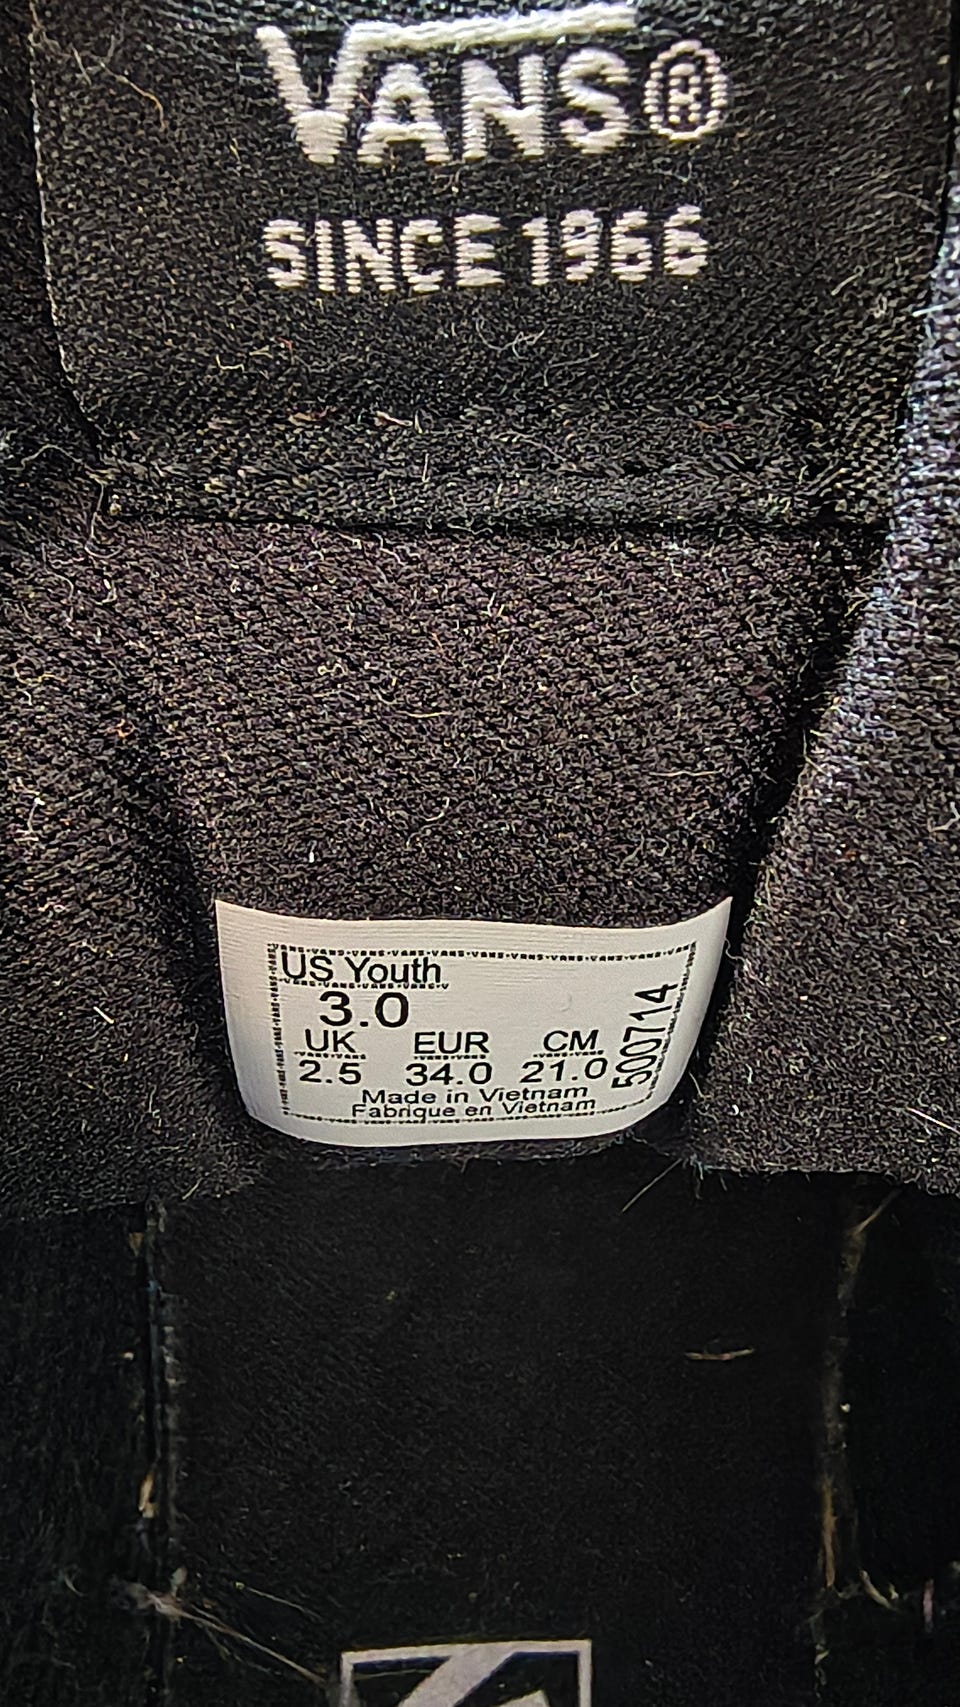 VANS®
SINCE 1966
US Youth
3.0
UK EUR CM
2.5 34.0 21.0
Made in Vietnam
Fabrique en Vietnam
500714